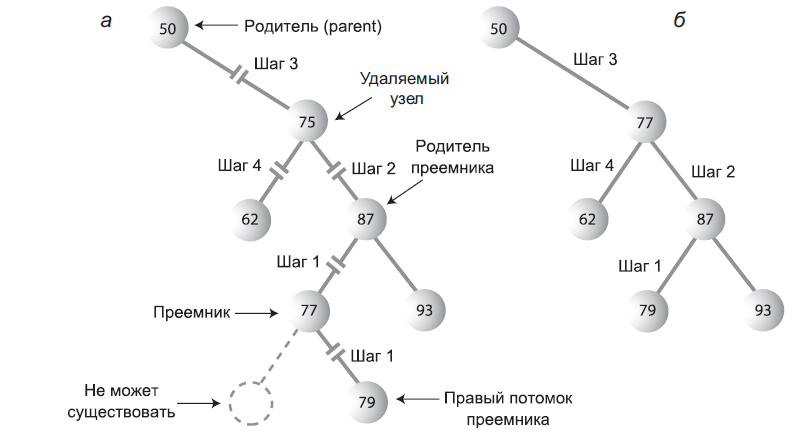 а
50
Родитель (parent)
Шаг 3
Удаляемый
узел
75
Шаг 4
Шаг 2
Родитель
преемника
62
87
Шаг 1
Преемник
77
93
Шаг 1
Не может
существовать
79
Правый потомок
преемника
б
50
Шаг 3
77
Шаг 4
Шаг 2
62
87
Шаг 1
79
93